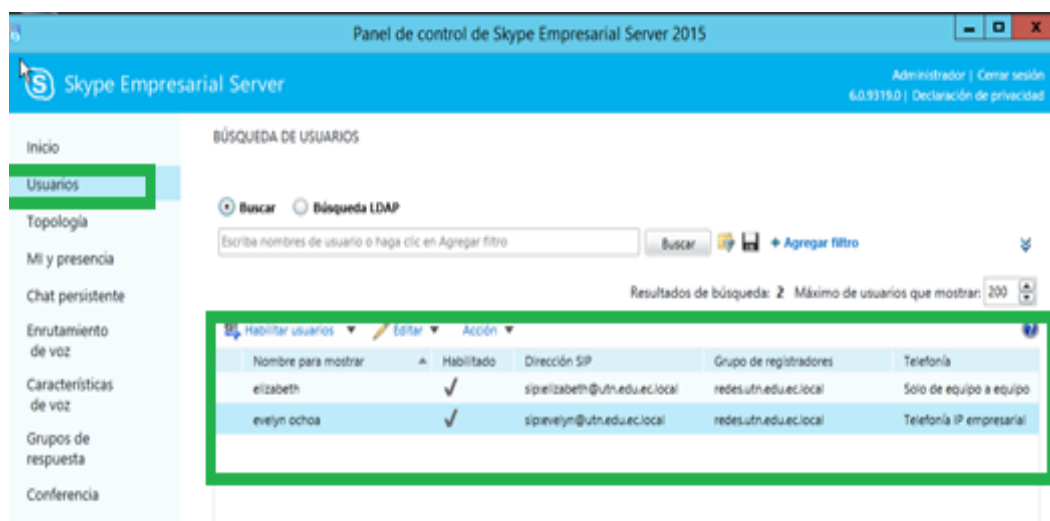 Panel de control de Skype Empresarial Server 2015
Skype Empresarial Server
Administrador | Cerrar sesión
6.0.9319.0 | Declaración de privacidad
Inicio
Usuarios
Topología
MI y presencia
Chat persistente
Enrutamiento
de voz
Características
de voz
Grupos de
respuesta
Conferencia
BÚSQUEDA DE USUARIOS
Buscar Búsqueda LDAP
Escriba nombres de usuario o haga clic en Agregar filtro Buscar + Agregar filtro
Resultados de búsqueda: 2 Máximo de usuarios que mostrar: 200
Habilitar usuarios Editar Acción
Nombre para mostrar Habilitado Dirección SIP Grupo de registradores Telefonía
elizabeth ✓ sip:elizabeth@utn.edu.ec.local redes.utn.edu.ec.local Solo de equipo a equipo
evelyn ochoa ✓ sip:evelyn@utn.edu.ec.local redes.utn.edu.ec.local Telefonía IP empresarial